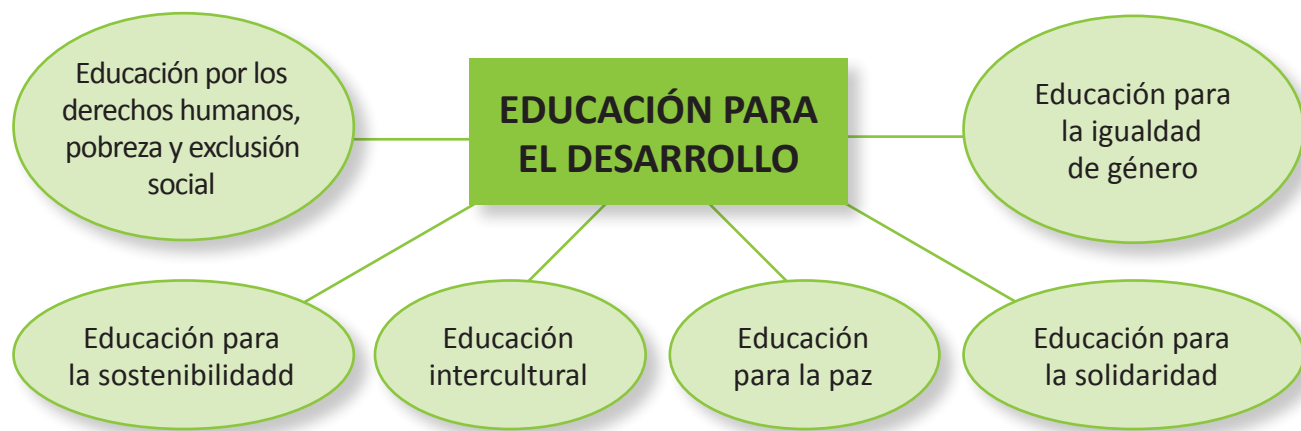 Educación por los
derechos humanos,
pobreza y exclusión
social
EDUCACIÓN PARA
EL DESARROLLO
Educación para
la igualdad
de género
Educación para
la sostenibilidadd
Educación
intercultural
Educación
para la paz
Educación para
la solidaridad